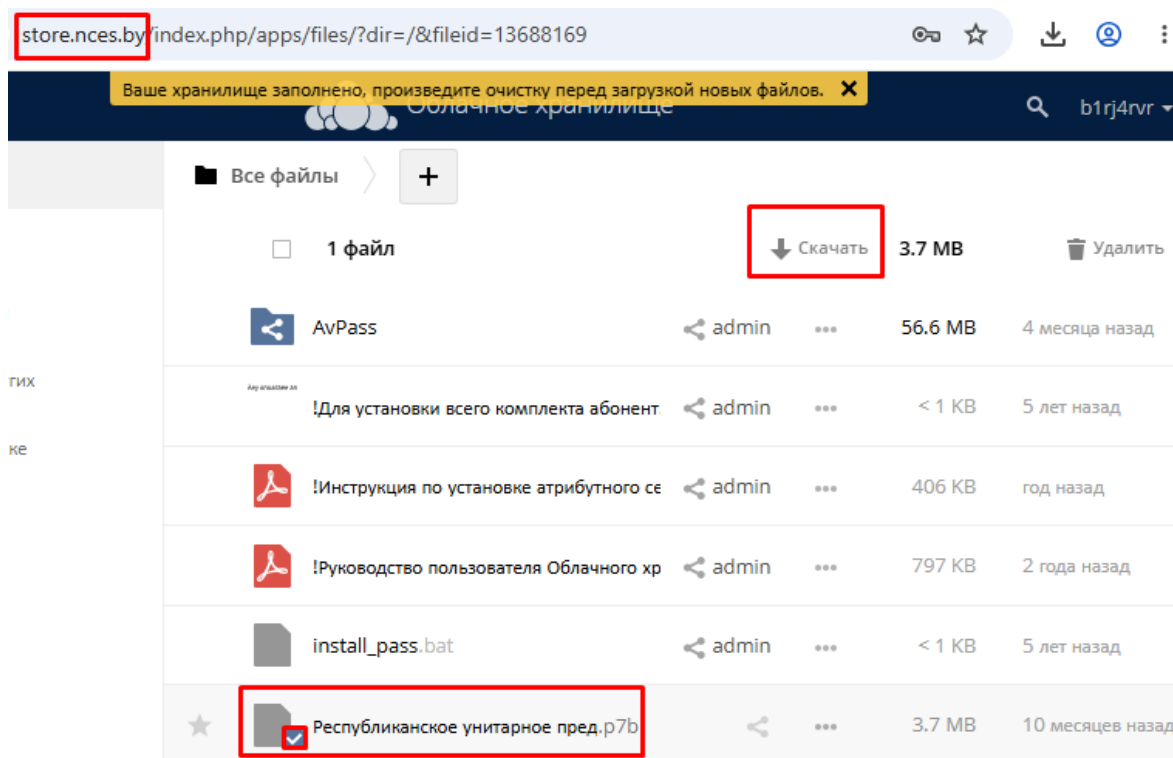 store.nces.by/index.php/apps/files/?dir=/&fileid=13688169
Ваше хранилище заполнено, произведите очистку перед загрузкой новых файлов. ✕
Облачное хранилище
b1rj4rvr
Все файлы
+
1 файл Скачать 3.7 MB Удалить
AvPass admin ••• 56.6 MB 4 месяца назад
гих
!Для установки всего комплекта абонент admin ••• < 1 KB 5 лет назад
ке
!Инструкция по установке атрибутного се admin ••• 406 KB год назад
!Руководство пользователя Облачного хр admin ••• 797 KB 2 года назад
install_pass.bat admin ••• < 1 KB 5 лет назад
Республиканское унитарное пред.p7b ••• 3.7 MB 10 месяцев назад